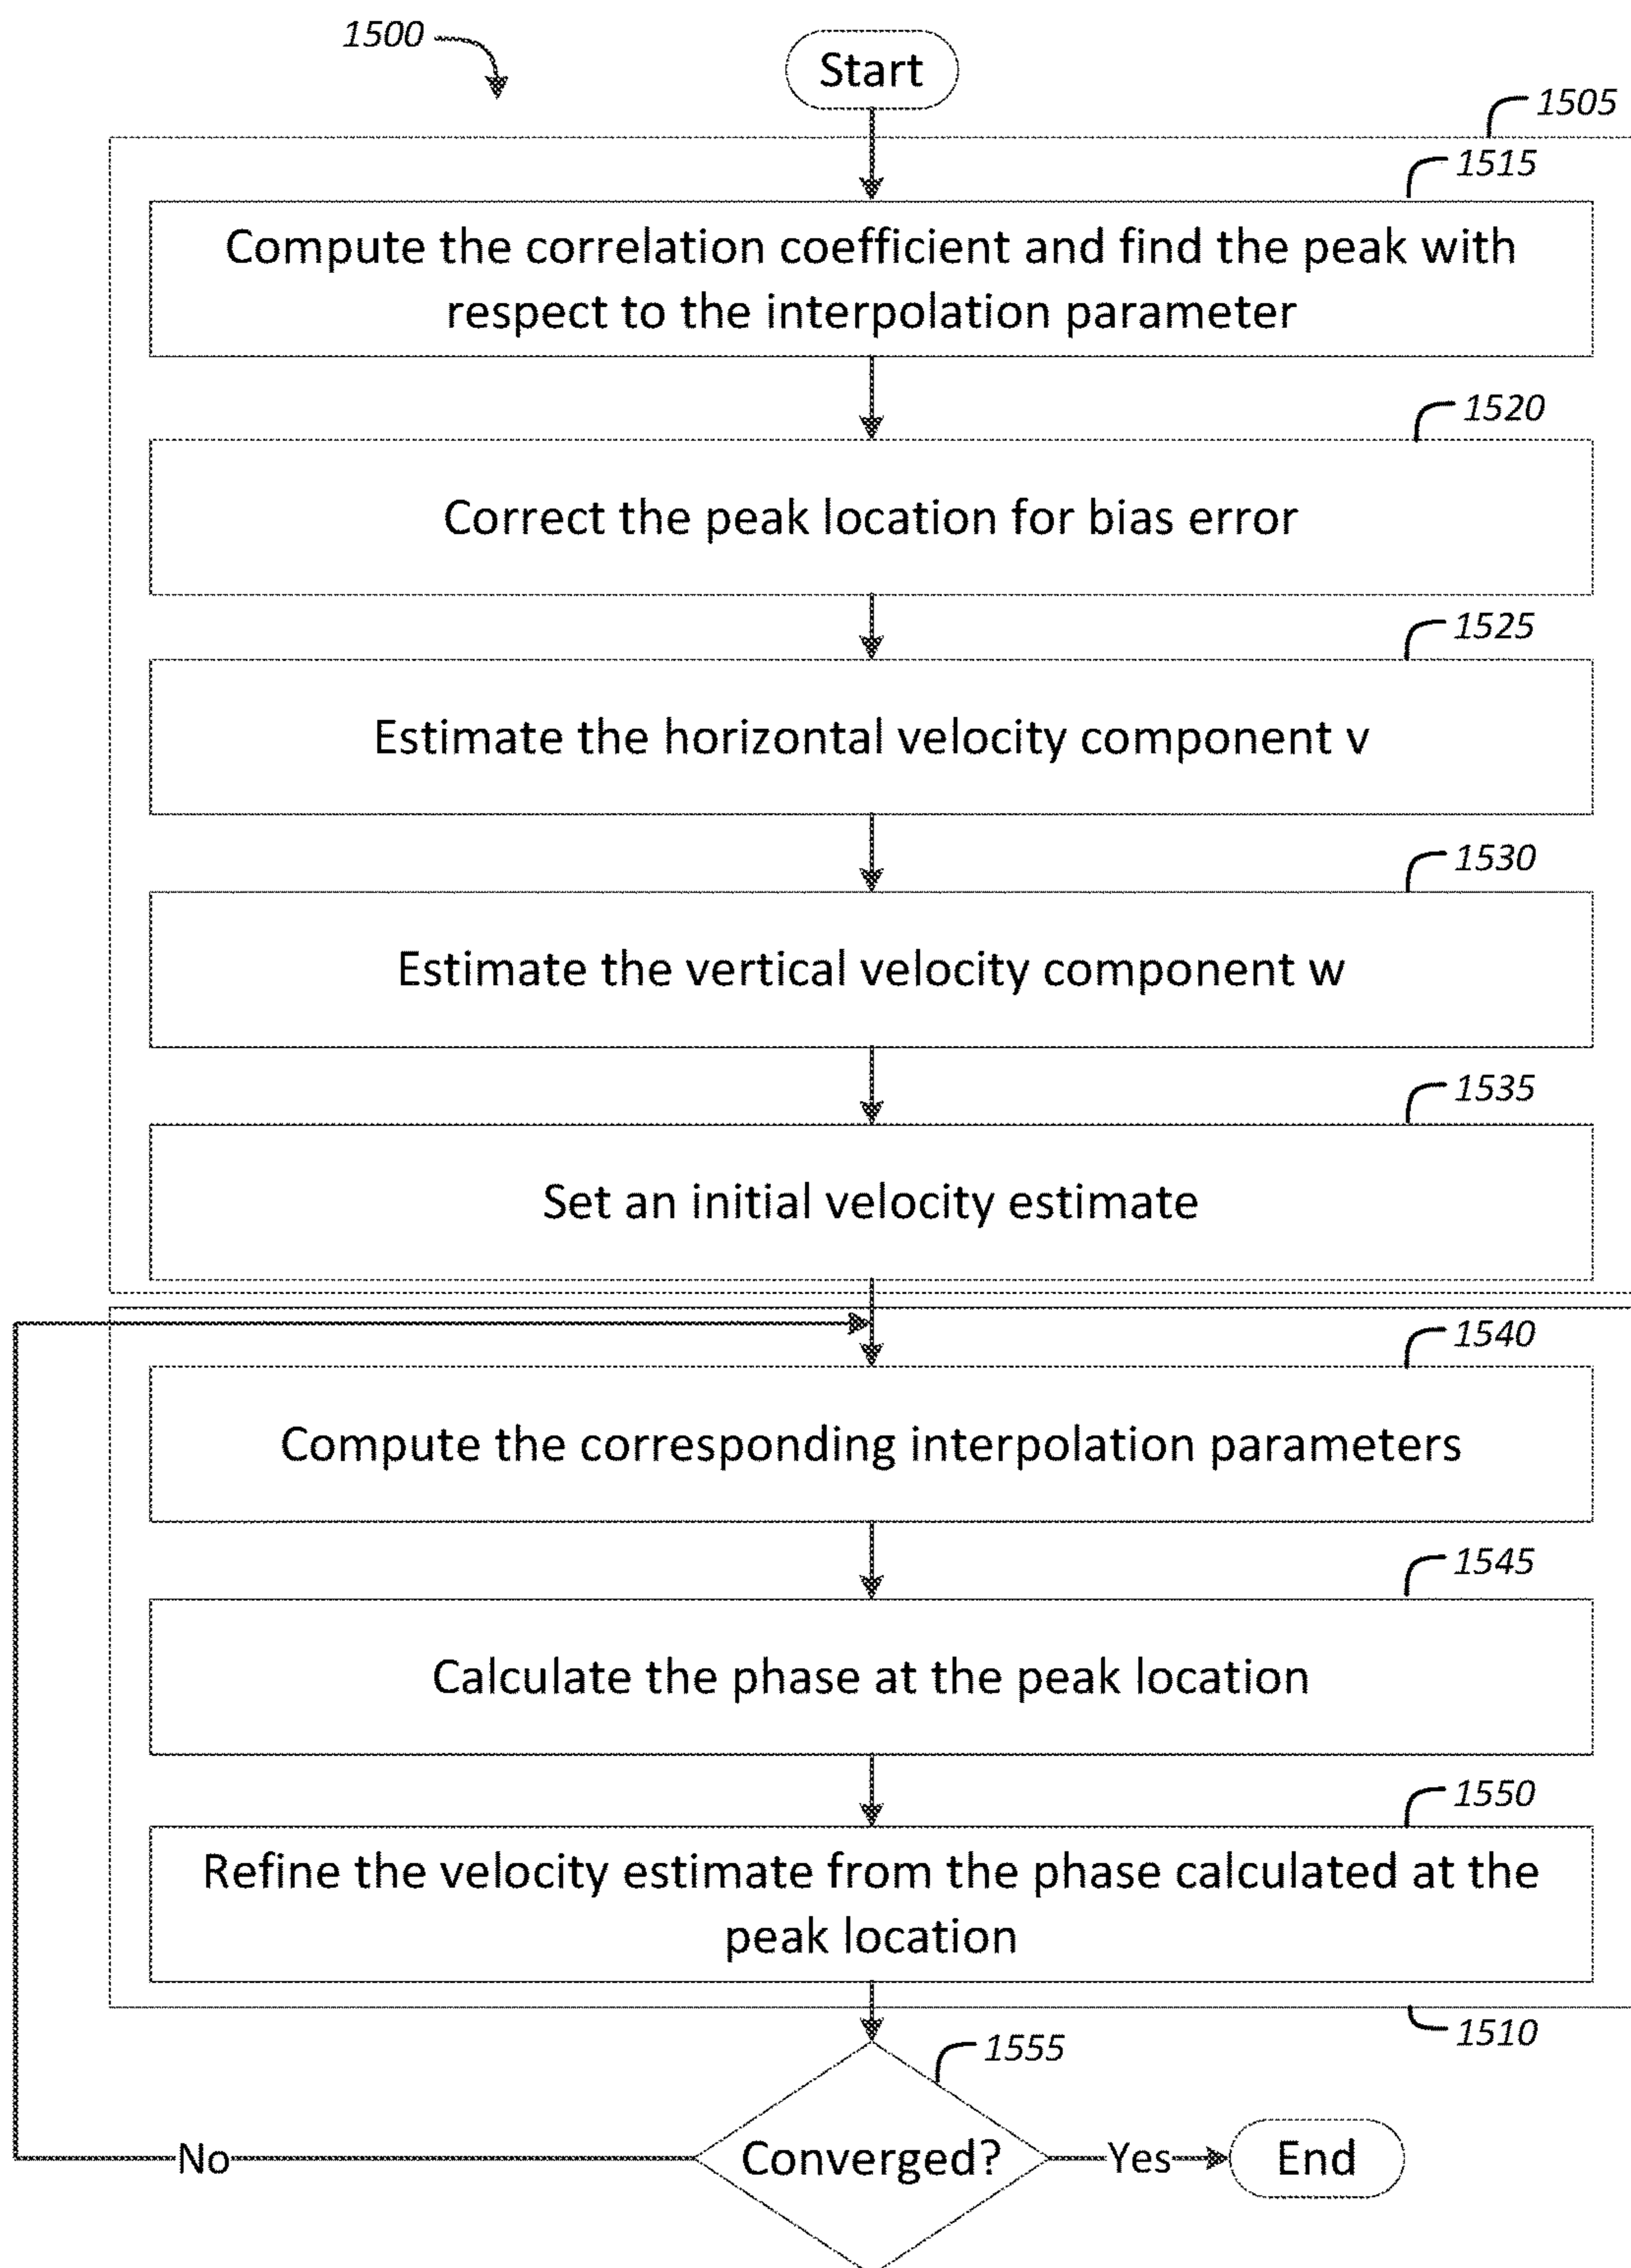 1500
Start
1505
1515
Compute the correlation coefficient and find the peak with
respect to the interpolation parameter
1520
Correct the peak location for bias error
1525
Estimate the horizontal velocity component v
1530
Estimate the vertical velocity component w
1535
Set an initial velocity estimate
1540
Compute the corresponding interpolation parameters
1545
Calculate the phase at the peak location
1550
Refine the velocity estimate from the phase calculated at the
peak location
1510
1555
No
Converged?
Yes
End